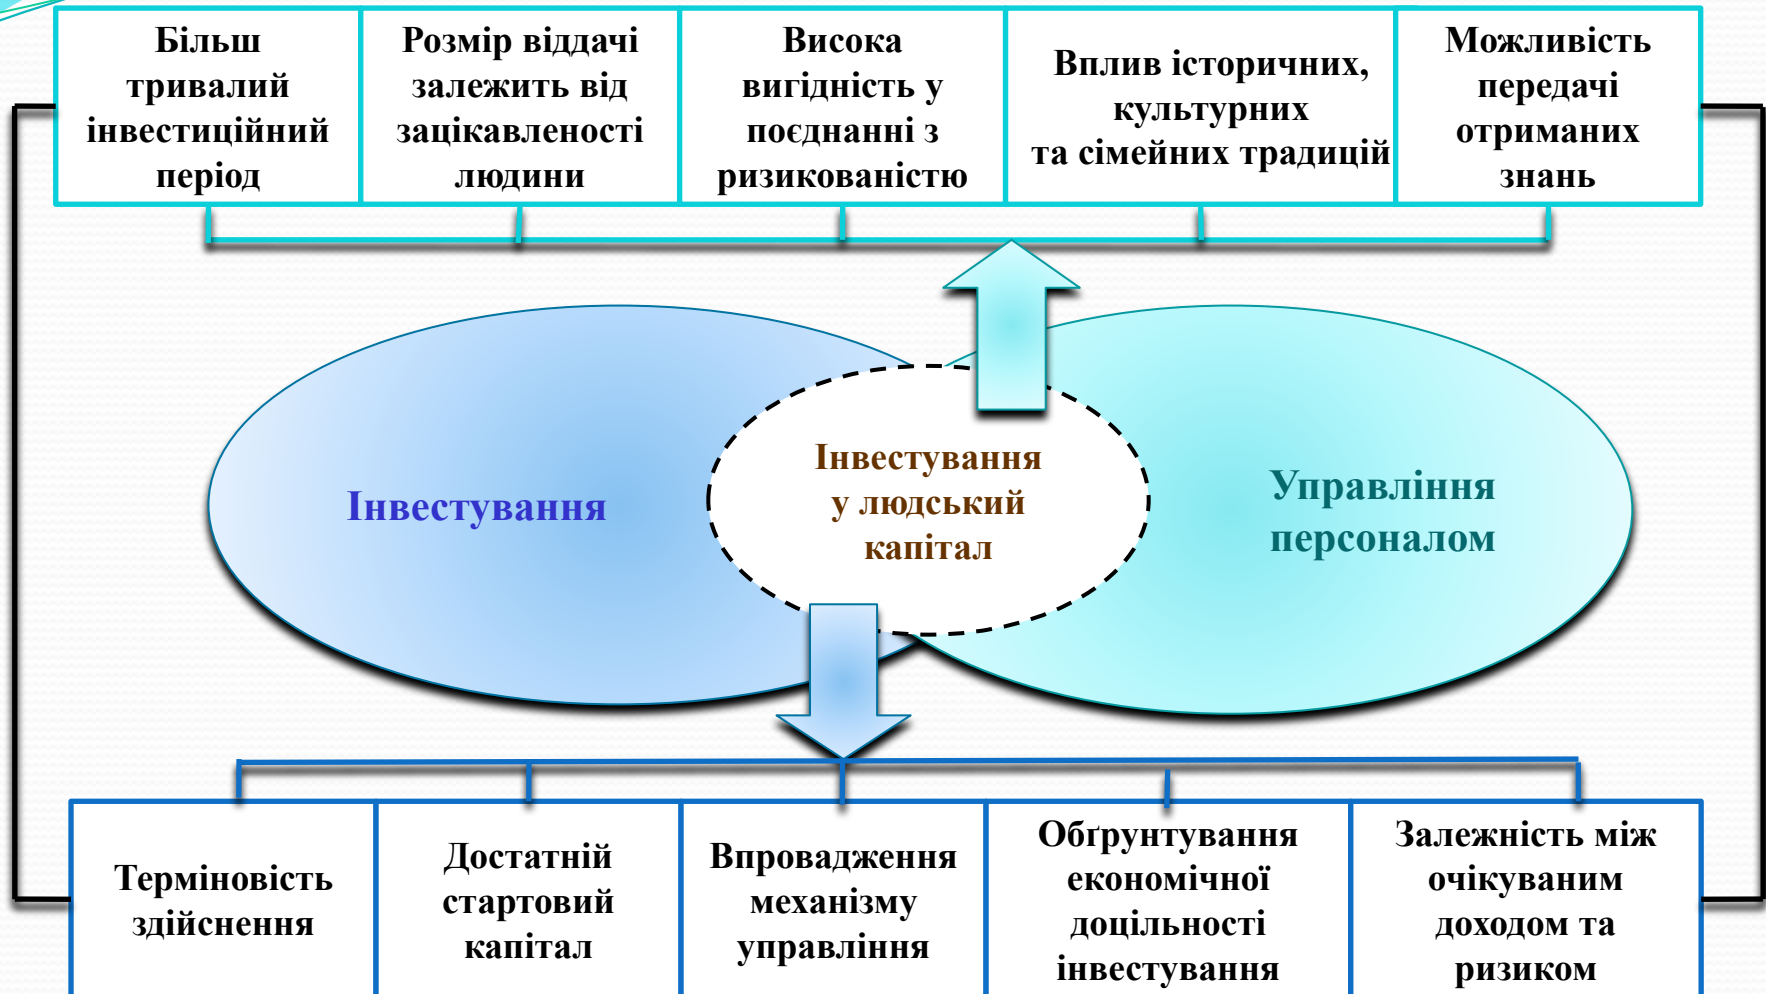 Більш
тривалий
інвестиційний
період
Розмір віддачі
залежить від
зацікавленості
людини
Висока
вигідність у
поєднанні з
ризикованістю
Вплив історичних,
культурних
та сімейних традицій
Можливість
передачі
отриманих
знань
Інвестування
Інвестування
у людський
капітал
Управління
персоналом
Терміновість
здійснення
Достатній
стартовий
капітал
Впровадження
механізму
управління
Обґрунтування
економічної
доцільності
інвестування
Залежність між
очікуваним
доходом та
ризиком